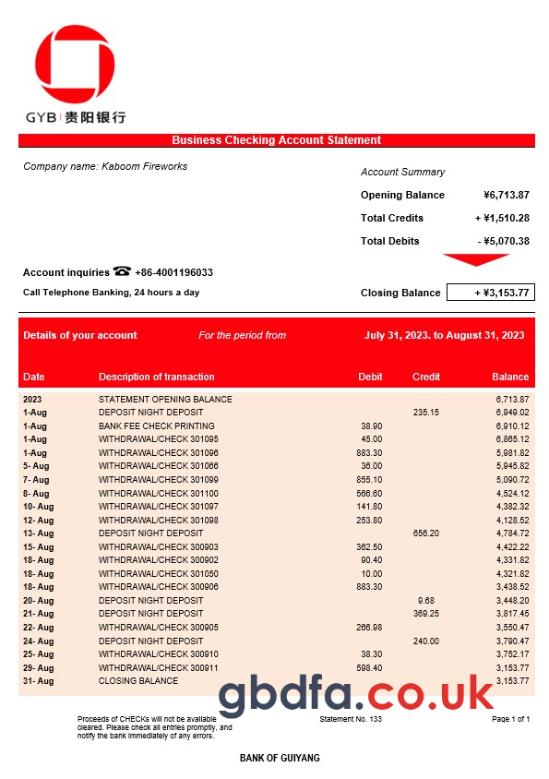 GYB 贵阳银行
Business Checking Account Statement
Company name: Kaboom Fireworks
Account Summary
Opening Balance ¥6,713.87
Total Credits + ¥1,510.28
Total Debits - ¥5,070.38
Account inquiries ☎ +86-4001196033
Call Telephone Banking, 24 hours a day
Closing Balance + ¥3,153.77
Details of your account For the period from July 31, 2023. to August 31, 2023
Date Description of transaction Debit Credit Balance
2023 STATEMENT OPENING BALANCE 6,713.87
1-Aug DEPOSIT NIGHT DEPOSIT 235.15 6,949.02
1-Aug BANK FEE CHECK PRINTING 38.90 6,910.12
1-Aug WITHDRAWAL/CHECK 301095 45.00 6,865.12
1-Aug WITHDRAWAL/CHECK 301096 883.30 5,981.82
5- Aug WITHDRAWAL/CHECK 301066 36.00 5,945.82
7- Aug WITHDRAWAL/CHECK 301099 855.10 5,090.72
8- Aug WITHDRAWAL/CHECK 301100 566.60 4,524.12
10- Aug WITHDRAWAL/CHECK 301097 141.80 4,382.32
12- Aug WITHDRAWAL/CHECK 301098 253.80 4,128.52
13- Aug DEPOSIT NIGHT DEPOSIT 656.20 4,784.72
15- Aug WITHDRAWAL/CHECK 300903 362.50 4,422.22
18- Aug WITHDRAWAL/CHECK 300902 90.40 4,331.82
18- Aug WITHDRAWAL/CHECK 301050 10.00 4,321.82
18- Aug WITHDRAWAL/CHECK 300906 883.30 3,438.52
20- Aug DEPOSIT NIGHT DEPOSIT 9.68 3,448.20
21- Aug DEPOSIT NIGHT DEPOSIT 369.25 3,817.45
22- Aug WITHDRAWAL/CHECK 300905 266.98 3,550.47
24- Aug DEPOSIT NIGHT DEPOSIT 240.00 3,790.47
25- Aug WITHDRAWAL/CHECK 300910 38.30 3,752.17
29- Aug WITHDRAWAL/CHECK 300911 598.40 3,153.77
31- Aug CLOSING BALANCE 3,153.77
gbdfa.co.uk
Proceeds of CHECKs will not be available
cleared. Please check all entries promptly, and
notify the bank immediately of any errors.
Statement No. 133
Page 1 of 1
BANK OF GUIYANG